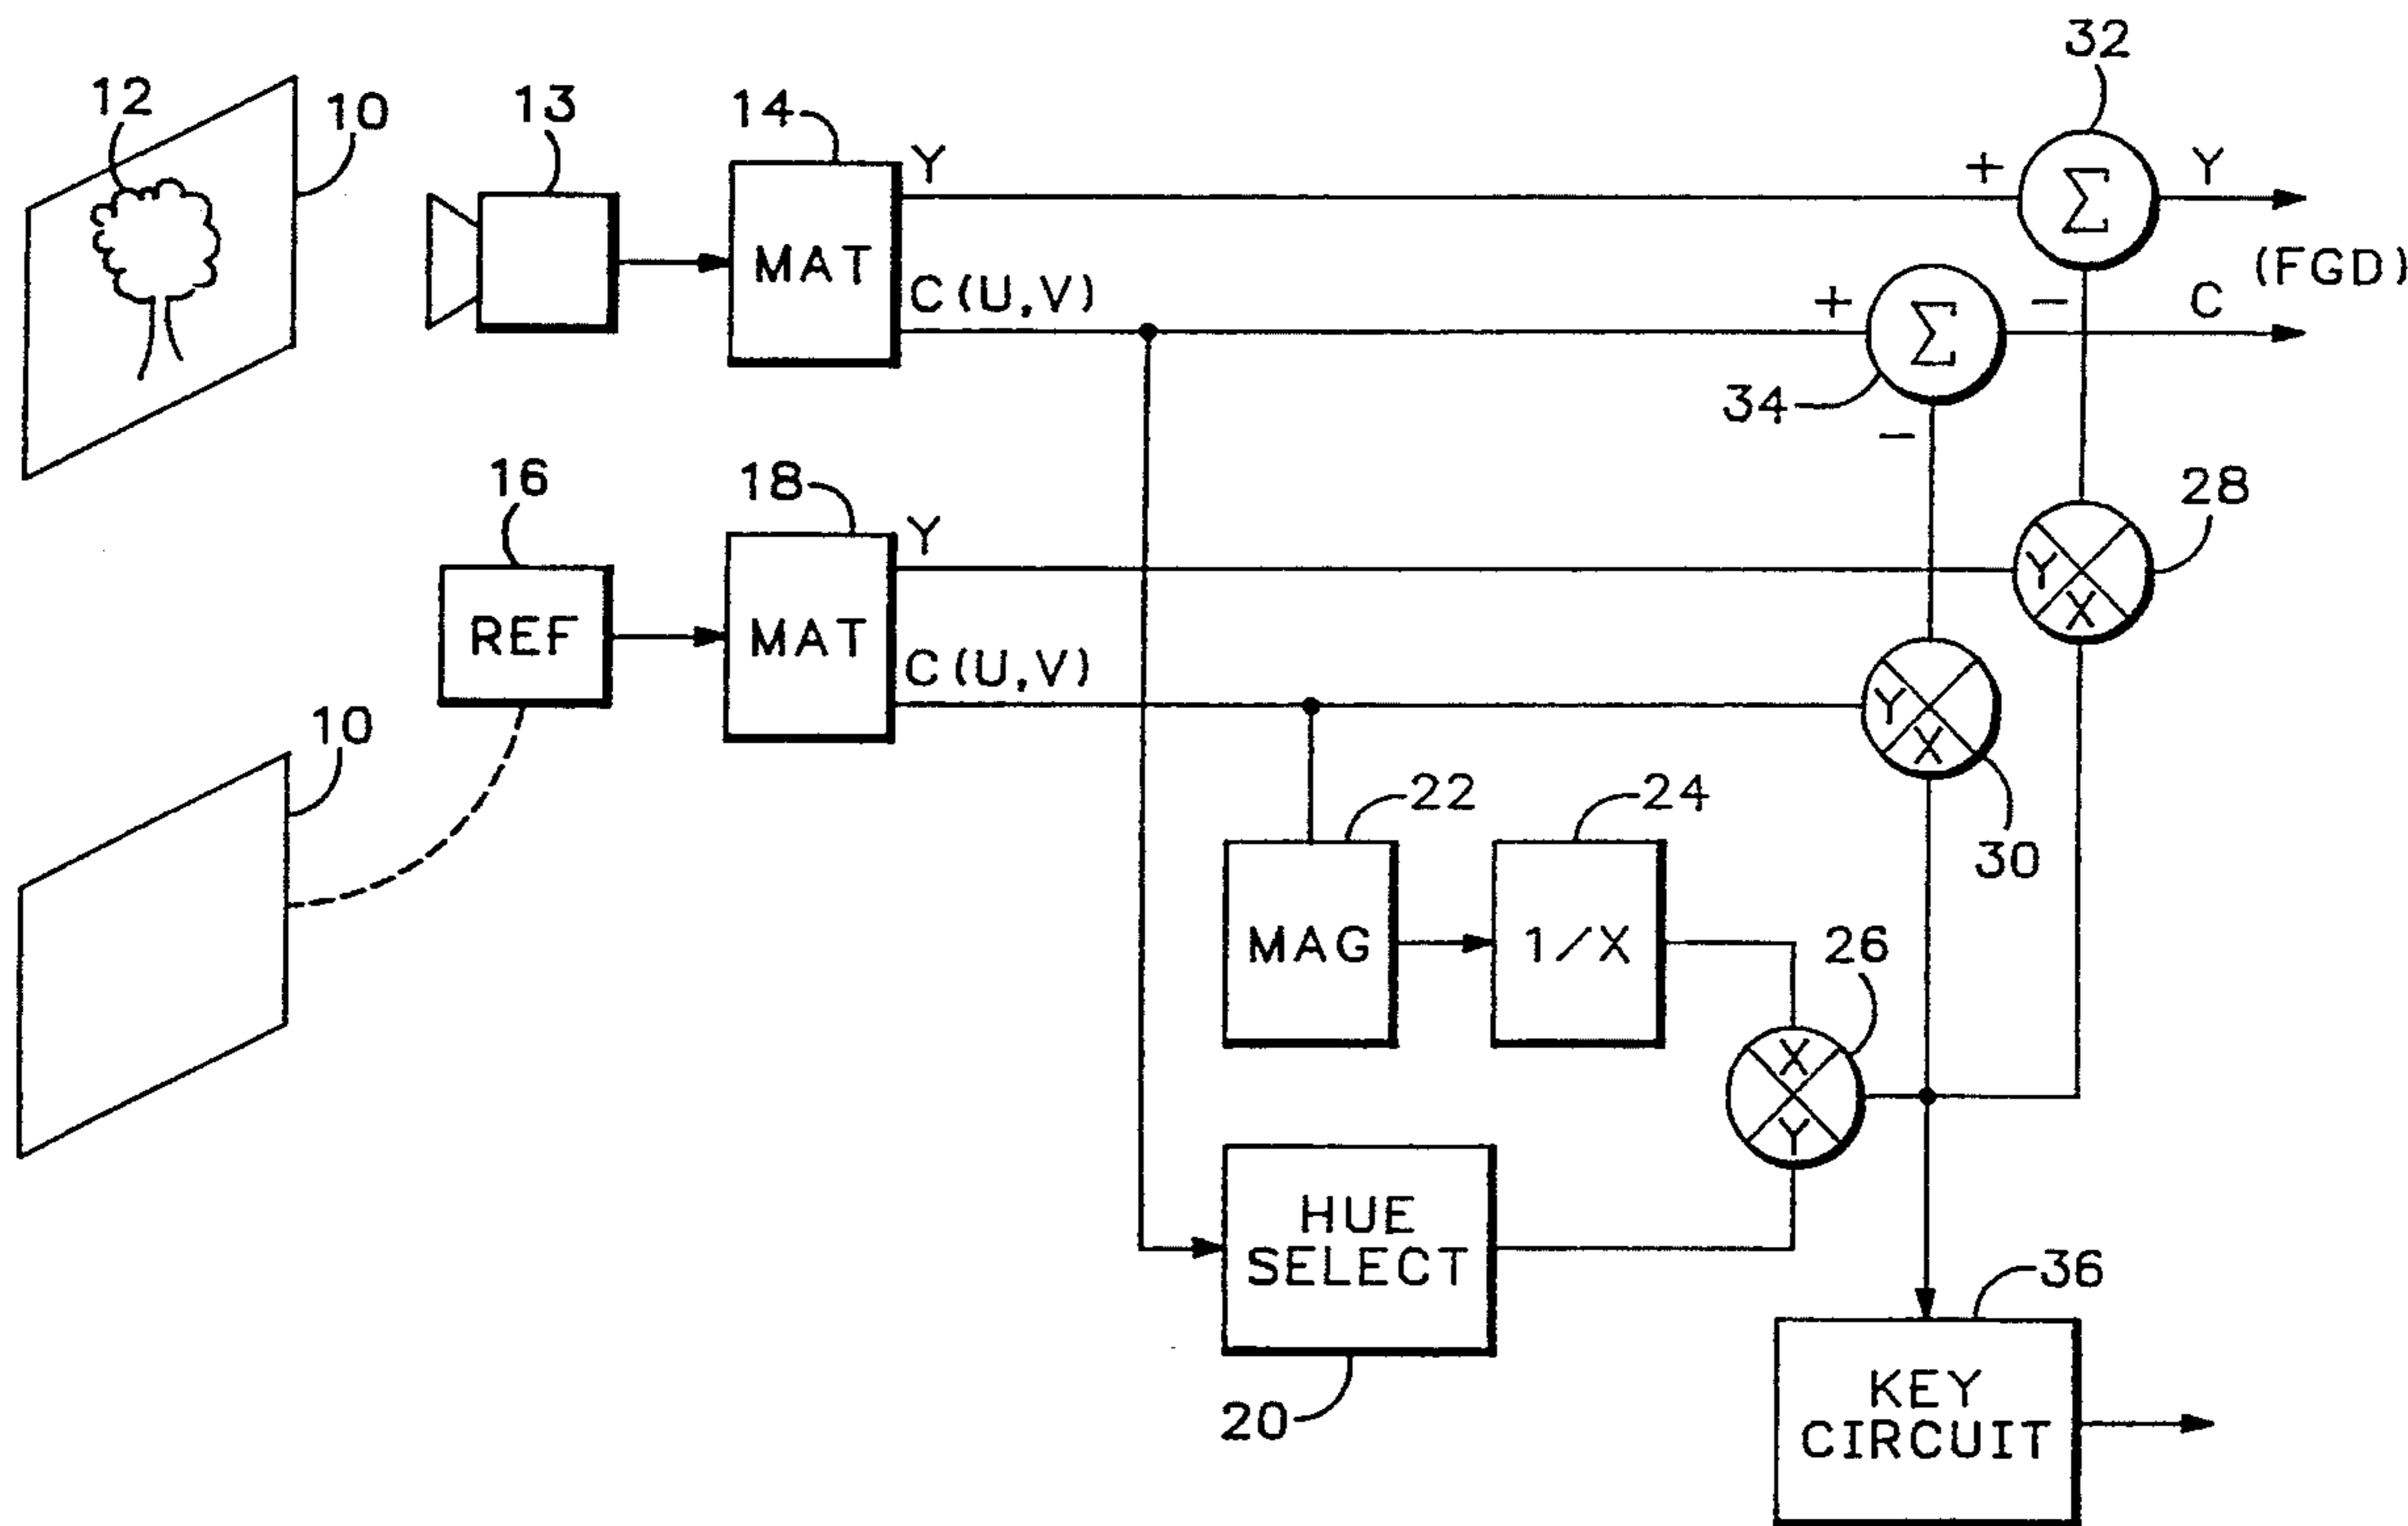 32
12
10
13
14
Y
+
Σ
Y
MAT
(FGD)
C(U,V)
+
Σ
−
C
34
−
16
18
Y
28
REF
MAT
Y
X
C(U,V)
Y
X
10
22
24
30
MAG
1/X
26
X
Y
HUE
SELECT
36
20
KEY
CIRCUIT